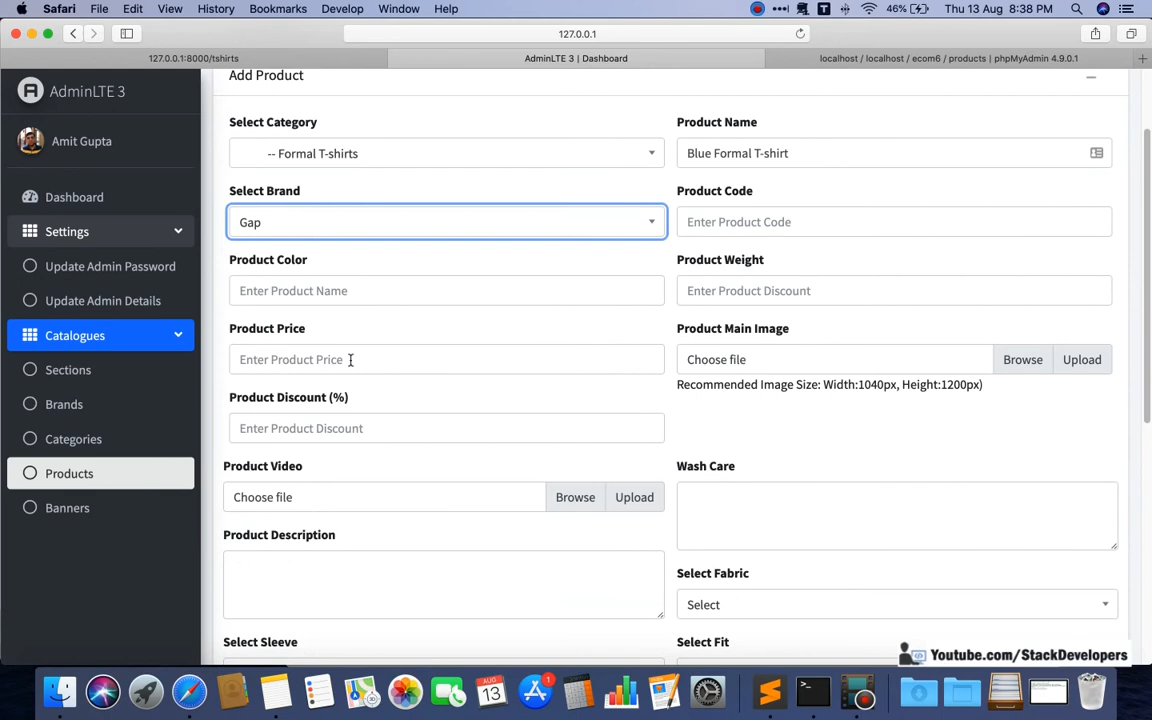 Safari File Edit View History Bookmarks Develop Window Help
46% Thu 13 Aug 8:38 PM
127.0.0.1
127.0.0.1:8000/tshirts
AdminLTE 3 | Dashboard
localhost / localhost / ecom6 / products | phpMyAdmin 4.9.0.1
AdminLTE 3
Amit Gupta
Dashboard
Settings
Update Admin Password
Update Admin Details
Catalogues
Sections
Brands
Categories
Products
Banners
Add Product
Select Category
-- Formal T-shirts
Product Name
Blue Formal T-shirt
Select Brand
Gap
Product Code
Enter Product Code
Product Color
Enter Product Name
Product Weight
Enter Product Discount
Product Price
Enter Product Price
Product Main Image
Choose file Browse Upload
Recommended Image Size: Width:1040px, Height:1200px)
Product Discount (%)
Enter Product Discount
Product Video
Choose file Browse Upload
Wash Care
Product Description
Select Fabric
Select
Select Sleeve
Select Fit
Youtube.com/StackDevelopers